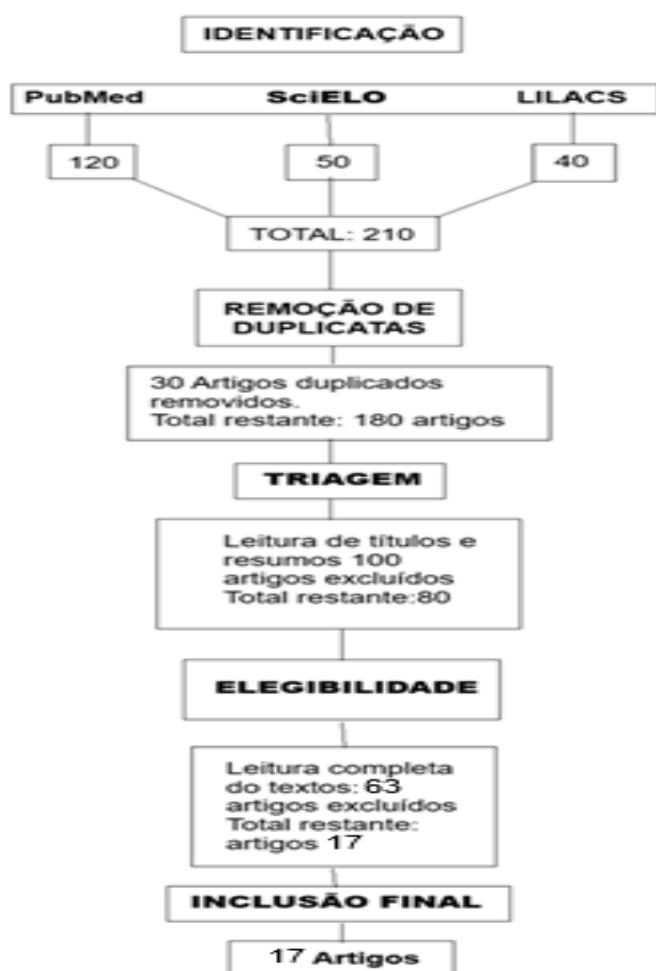 IDENTIFICAÇÃO
PubMed SciELO LILACS
120 50 40
TOTAL: 210
REMOÇÃO DE
DUPLICATAS
30 Artigos duplicados
removidos.
Total restante: 180 artigos
TRIAGEM
Leitura de títulos e
resumos 100
artigos excluídos
Total restante:80
ELEGIBILIDADE
Leitura completa
do textos: 63
artigos excluídos
Total restante:
artigos 17
INCLUSÃO FINAL
17 Artigos